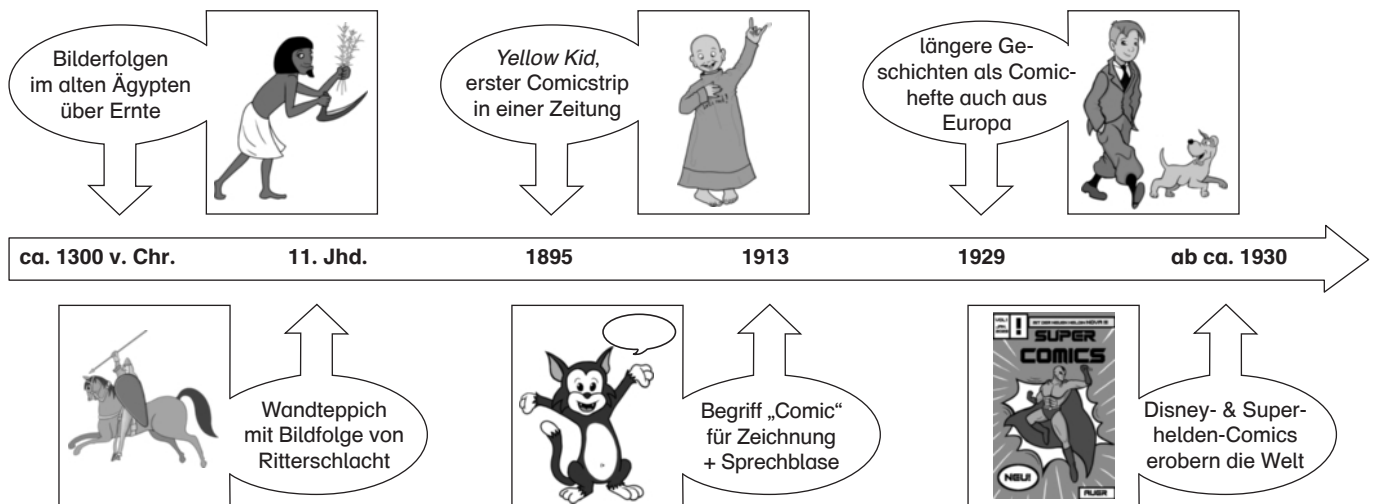 Bilderfolgen
im alten Ägypten
über Ernte
Yellow Kid,
erster Comicstrip
in einer Zeitung
längere Ge-
schichten als Comic-
hefte auch aus
Europa
ca. 1300 v. Chr.
11. Jhd.
1895
1913
1929
ab ca. 1930
Wandteppich
mit Bildfolge von
Ritterschlacht
Begriff „Comic“
für Zeichnung
+ Sprechblase
!
SUPER
COMICS
NEU!
AUER
Disney- & Super-
helden-Comics
erobern die Welt